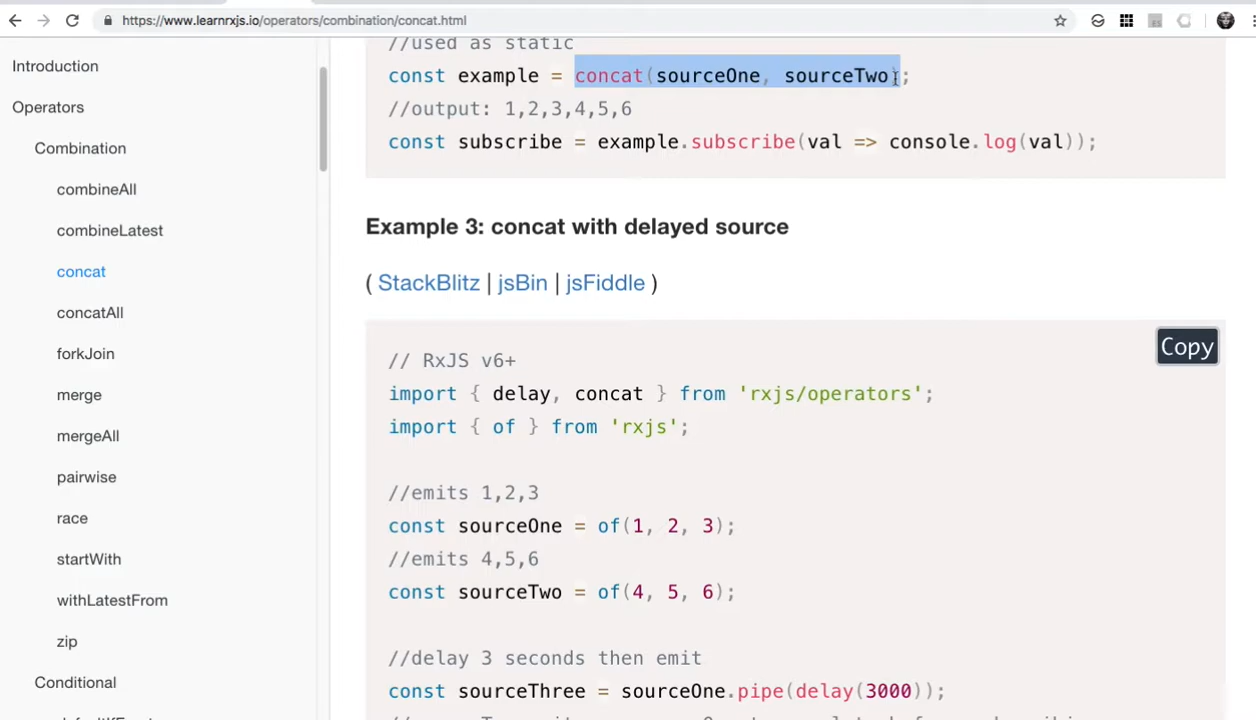 https://www.learnrxjs.io/operators/combination/concat.html
Introduction
Operators
Combination
combineAll
combineLatest
concat
concatAll
forkJoin
merge
mergeAll
pairwise
race
startWith
withLatestFrom
zip
Conditional
//used as static
const example = concat(sourceOne, sourceTwo);
//output: 1,2,3,4,5,6
const subscribe = example.subscribe(val => console.log(val));
Example 3: concat with delayed source
( StackBlitz | jsBin | jsFiddle )
Copy
// RxJS v6+
import { delay, concat } from 'rxjs/operators';
import { of } from 'rxjs';
//emits 1,2,3
const sourceOne = of(1, 2, 3);
//emits 4,5,6
const sourceTwo = of(4, 5, 6);
//delay 3 seconds then emit
const sourceThree = sourceOne.pipe(delay(3000));